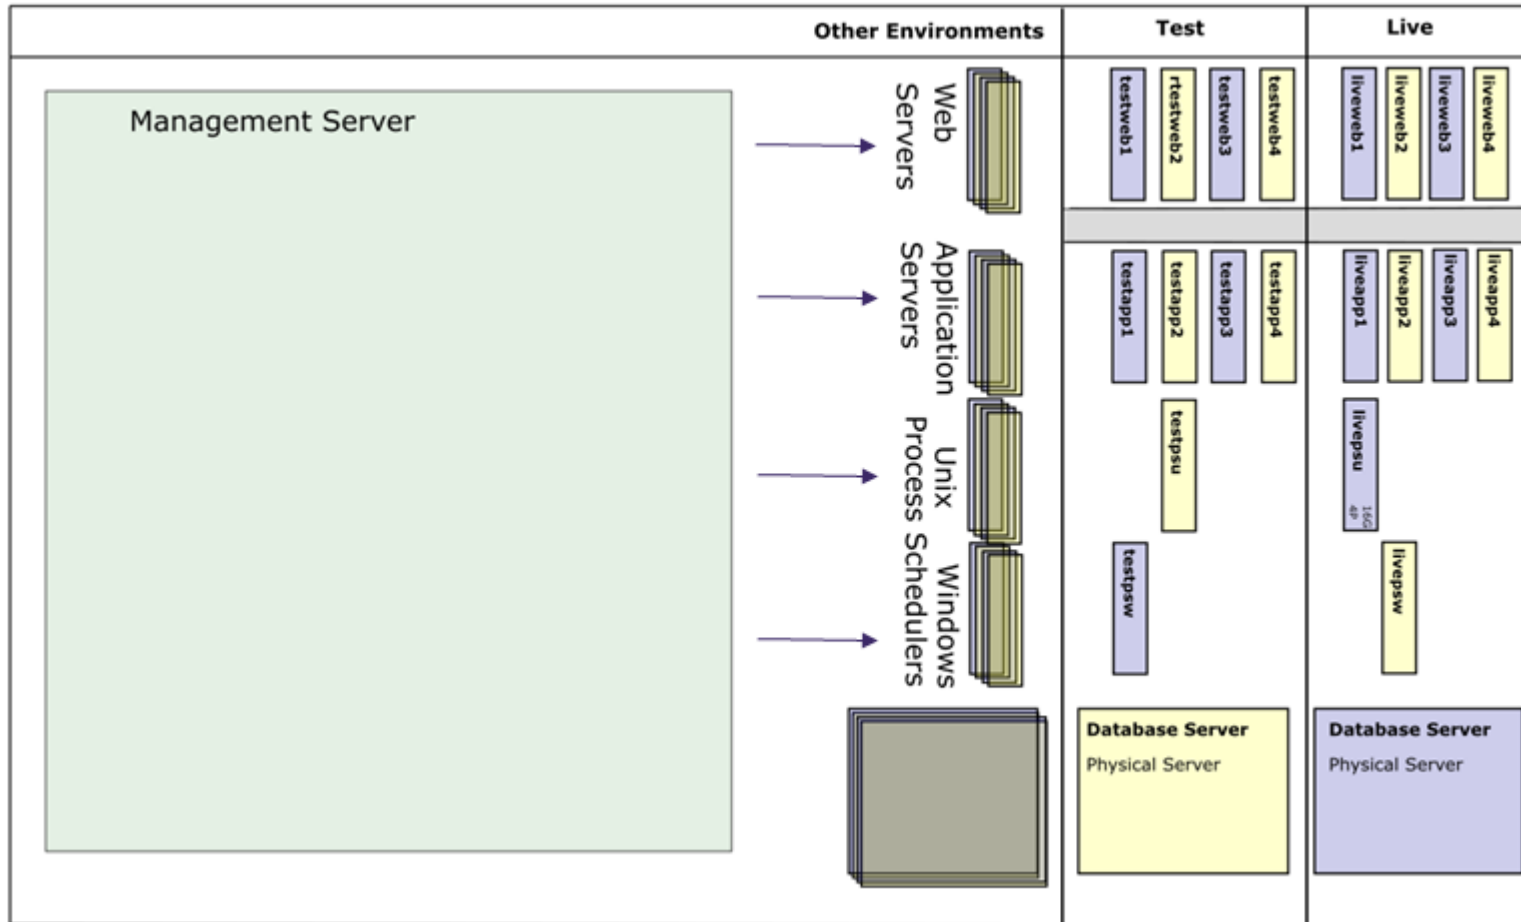 Other Environments
Test
Live
Management Server
Web
Servers
testweb1
rtestweb2
testweb3
testweb4
liveweb1
liveweb2
liveweb3
liveweb4
Application
Servers
testapp1
testapp2
testapp3
testapp4
liveapp1
liveapp2
liveapp3
liveapp4
Unix
Windows
Process Schedulers
testpsu
livepsu
16G
4P
testpsw
livepsw
Database Server
Physical Server
Database Server
Physical Server